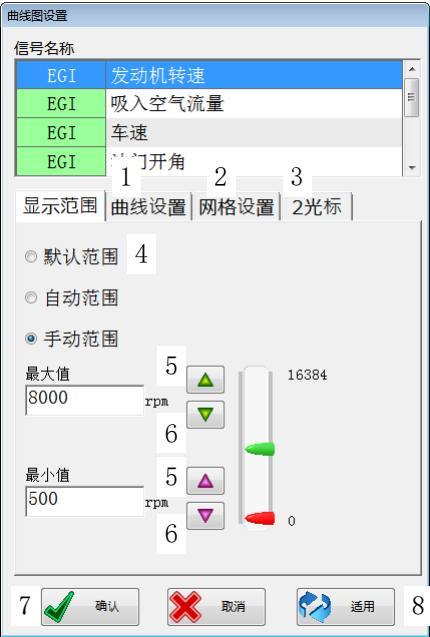 曲线图设置
信号名称
EGI 发动机转速
EGI 吸入空气流量
EGI 车速
EGI 门开角
1 2 3
显示范围 曲线设置 网格设置 2光标
默认范围 4
自动范围
手动范围
最大值 5 16384
8000 rpm
6
最小值 5
500 rpm
6 0
7 确认 取消 适用 8